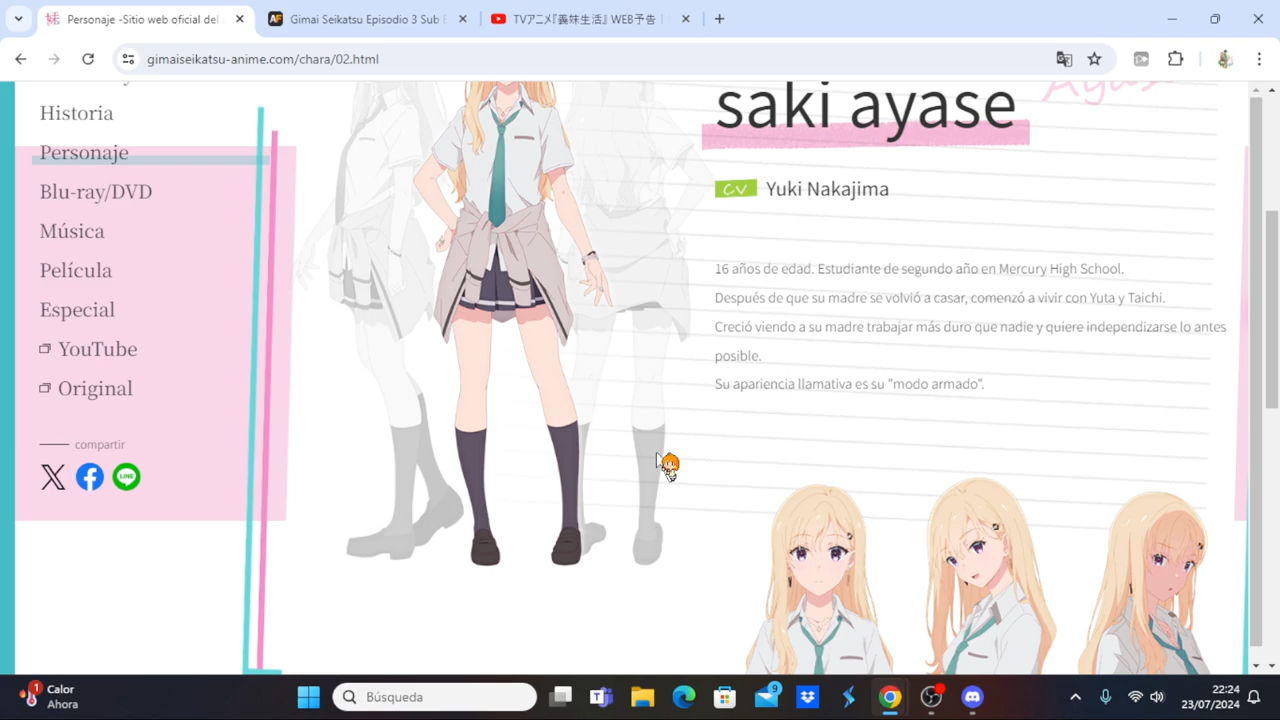 Personaje -Sitio web oficial del
Gimai Seikatsu Episodio 3 Sub
TVアニメ『義妹生活』 WEB予告
gimaiseikatsu-anime.com/chara/02.html
Historia
Personaje
Blu-ray/DVD
Música
Película
Especial
YouTube
Original
compartir
LINE
saki ayase
CV Yuki Nakajima
16 años de edad. Estudiante de segundo año en Mercury High School.
Después de que su madre se volvió a casar, comenzó a vivir con Yuta y Taichi.
Creció viendo a su madre trabajar más duro que nadie y quiere independizarse lo antes
posible.
Su apariencia llamativa es su "modo armado".
1
Calor
Ahora
Búsqueda
9
22:24
23/07/2024